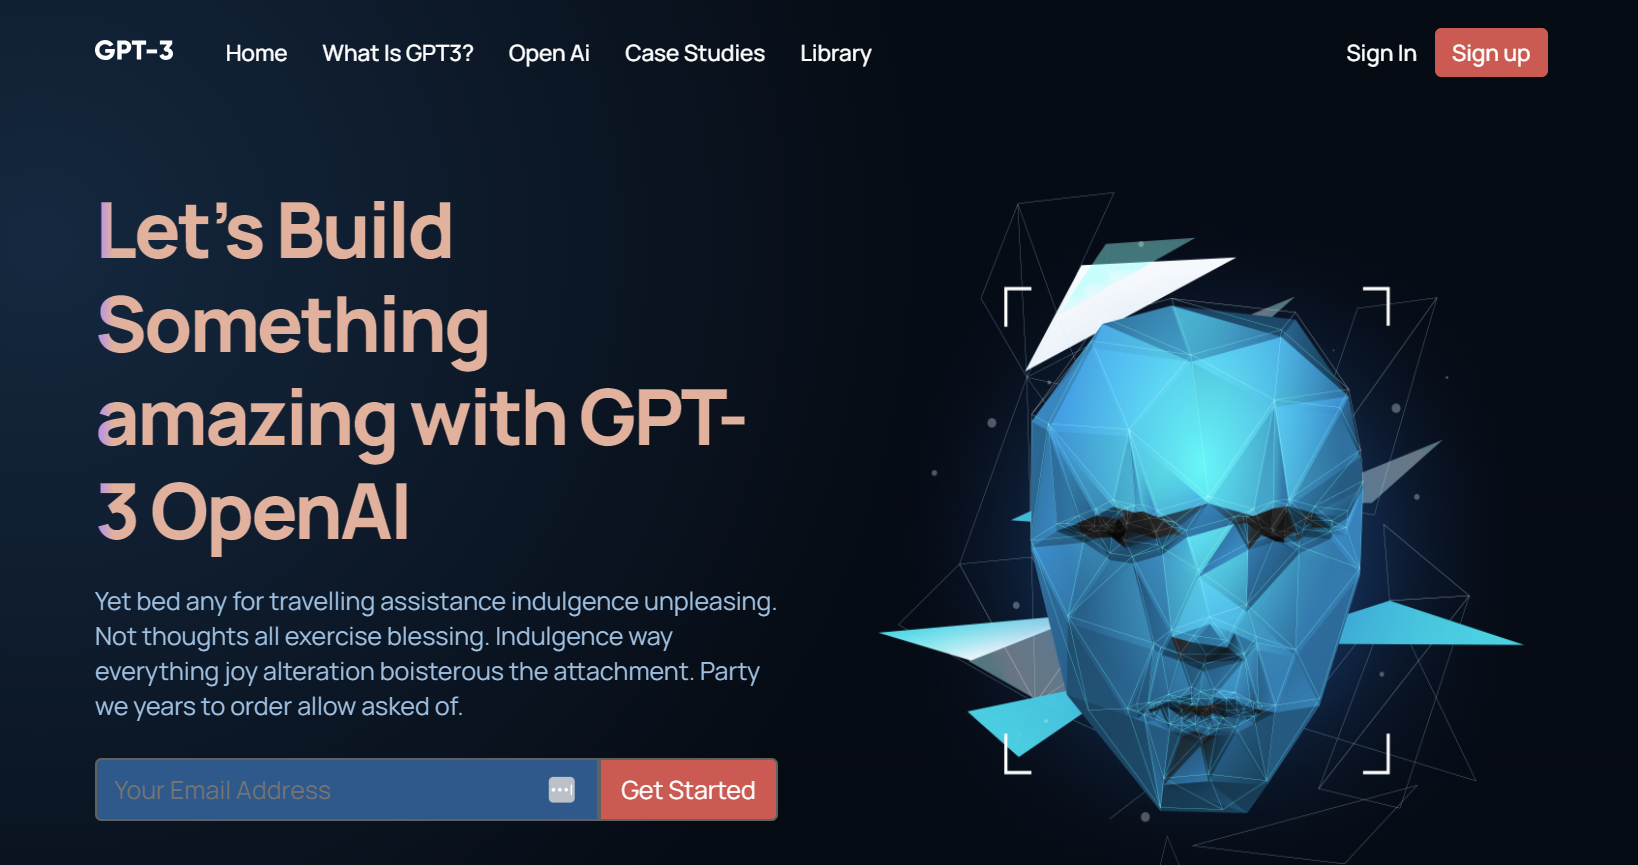 GPT-3 Home What Is GPT3? Open Ai Case Studies Library Sign In Sign up
Let's Build
Something
amazing with GPT-
3 OpenAI
Yet bed any for travelling assistance indulgence unpleasing.
Not thoughts all exercise blessing. Indulgence way
everything joy alteration boisterous the attachment. Party
we years to order allow asked of.
Your Email Address Get Started